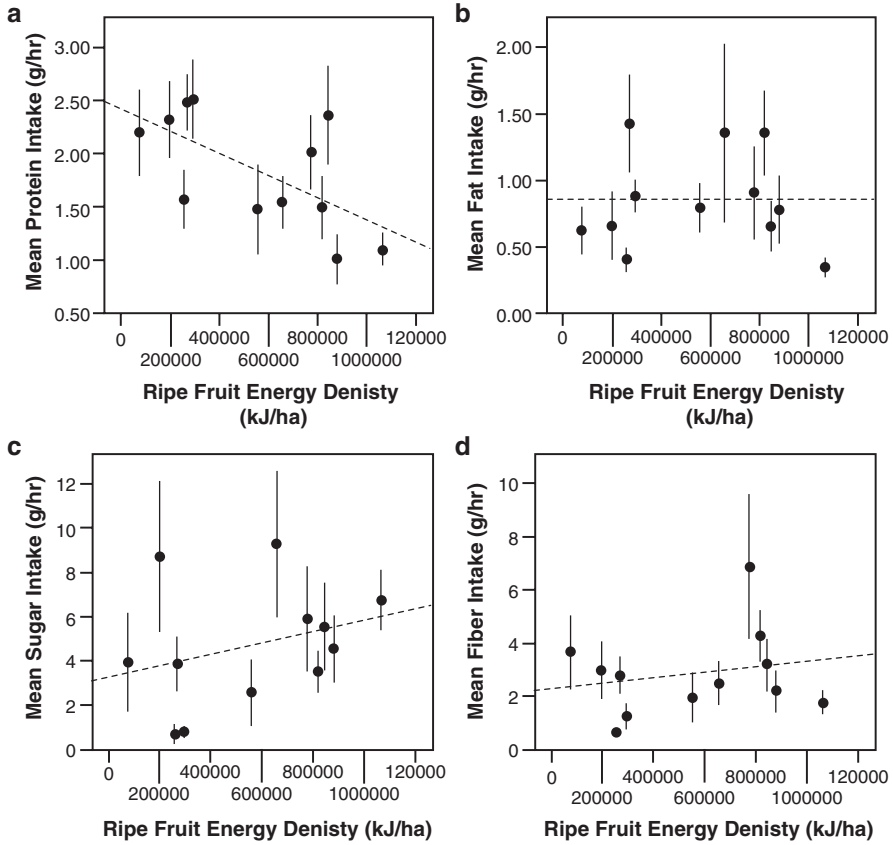 a
3.00
2.50
2.00
1.50
1.00
0.50
Mean Protein Intake (g/hr)
0 400000 800000 120000
200000 600000 1000000
Ripe Fruit Energy Denisty
(kJ/ha)
b
2.00
1.50
1.00
0.50
0.00
Mean Fat Intake (g/hr)
0 400000 800000 120000
200000 600000 1000000
Ripe Fruit Energy Denisty
(kJ/ha)
c
12
10
8
6
4
2
0
Mean Sugar Intake (g/hr)
0 400000 800000 120000
200000 600000 1000000
Ripe Fruit Energy Denisty (kJ/ha)
d
10
8
6
4
2
0
Mean Fiber Intake (g/hr)
0 400000 800000 120000
200000 600000 1000000
Ripe Fruit Energy Denisty (kJ/ha)